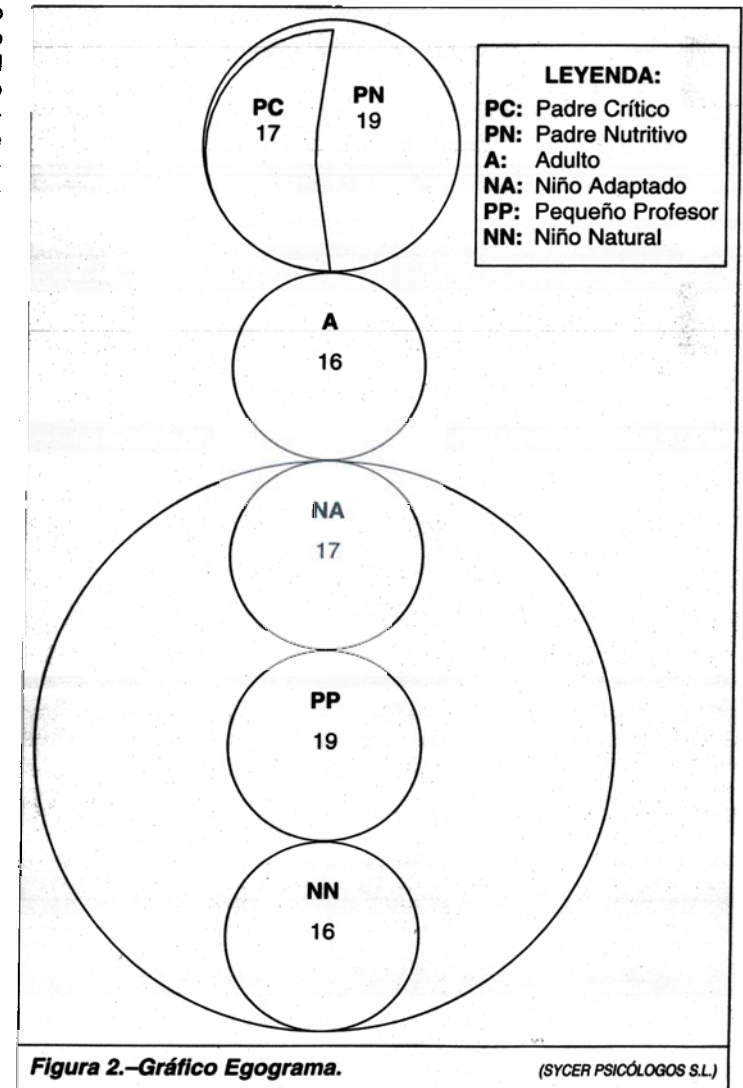 PC
17
PN
19
LEYENDA:
PC: Padre Crítico
PN: Padre Nutritivo
A: Adulto
NA: Niño Adaptado
PP: Pequeño Profesor
NN: Niño Natural
A
16
NA
17
PP
19
NN
16
Figura 2.–Gráfico Egograma.
(SYCER PSICÓLOGOS S.L.)